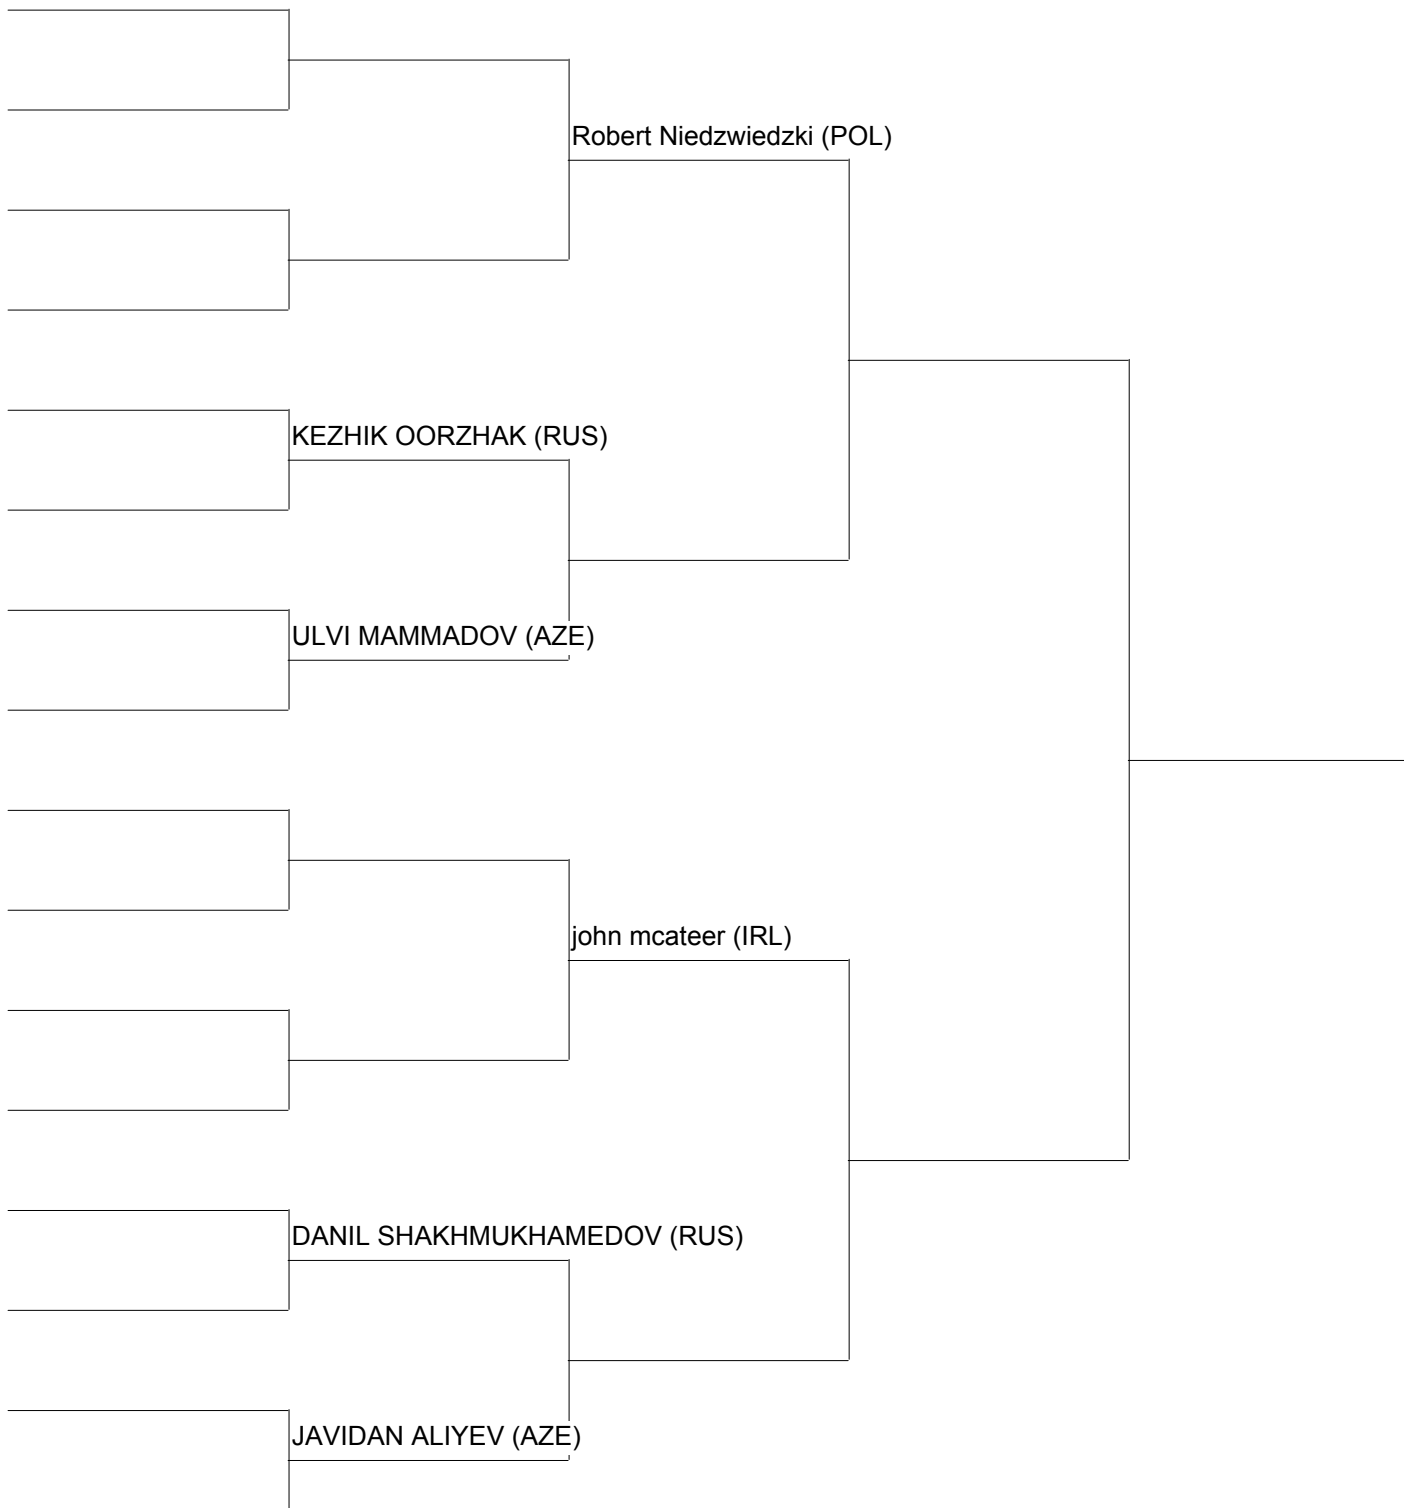 Robert Niedzwiedzki (POL)
KEZHIK OORZHAK (RUS)
ULVI MAMMADOV (AZE)
john mcateer (IRL)
DANIL SHAKHMUKHAMEDOV (RUS)
JAVIDAN ALIYEV (AZE)